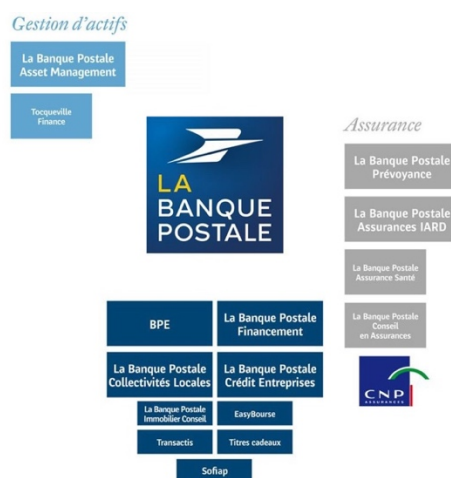 Gestion d'actifs
La Banque Postale
Asset Management
Tocqueville
Finance
LA
BANQUE
POSTALE
Assurance
La Banque Postale
Prévoyance
La Banque Postale
Assurances IARD
La Banque Postale
Assurance Santé
La Banque Postale
Conseil
en Assurances
CNP
ASSURANCES
BPE
La Banque Postale
Financement
La Banque Postale
Collectivités Locales
La Banque Postale
Crédit Entreprises
La Banque Postale
Immobilier Conseil
EasyBourse
Transactis
Titres cadeaux
Sofiap